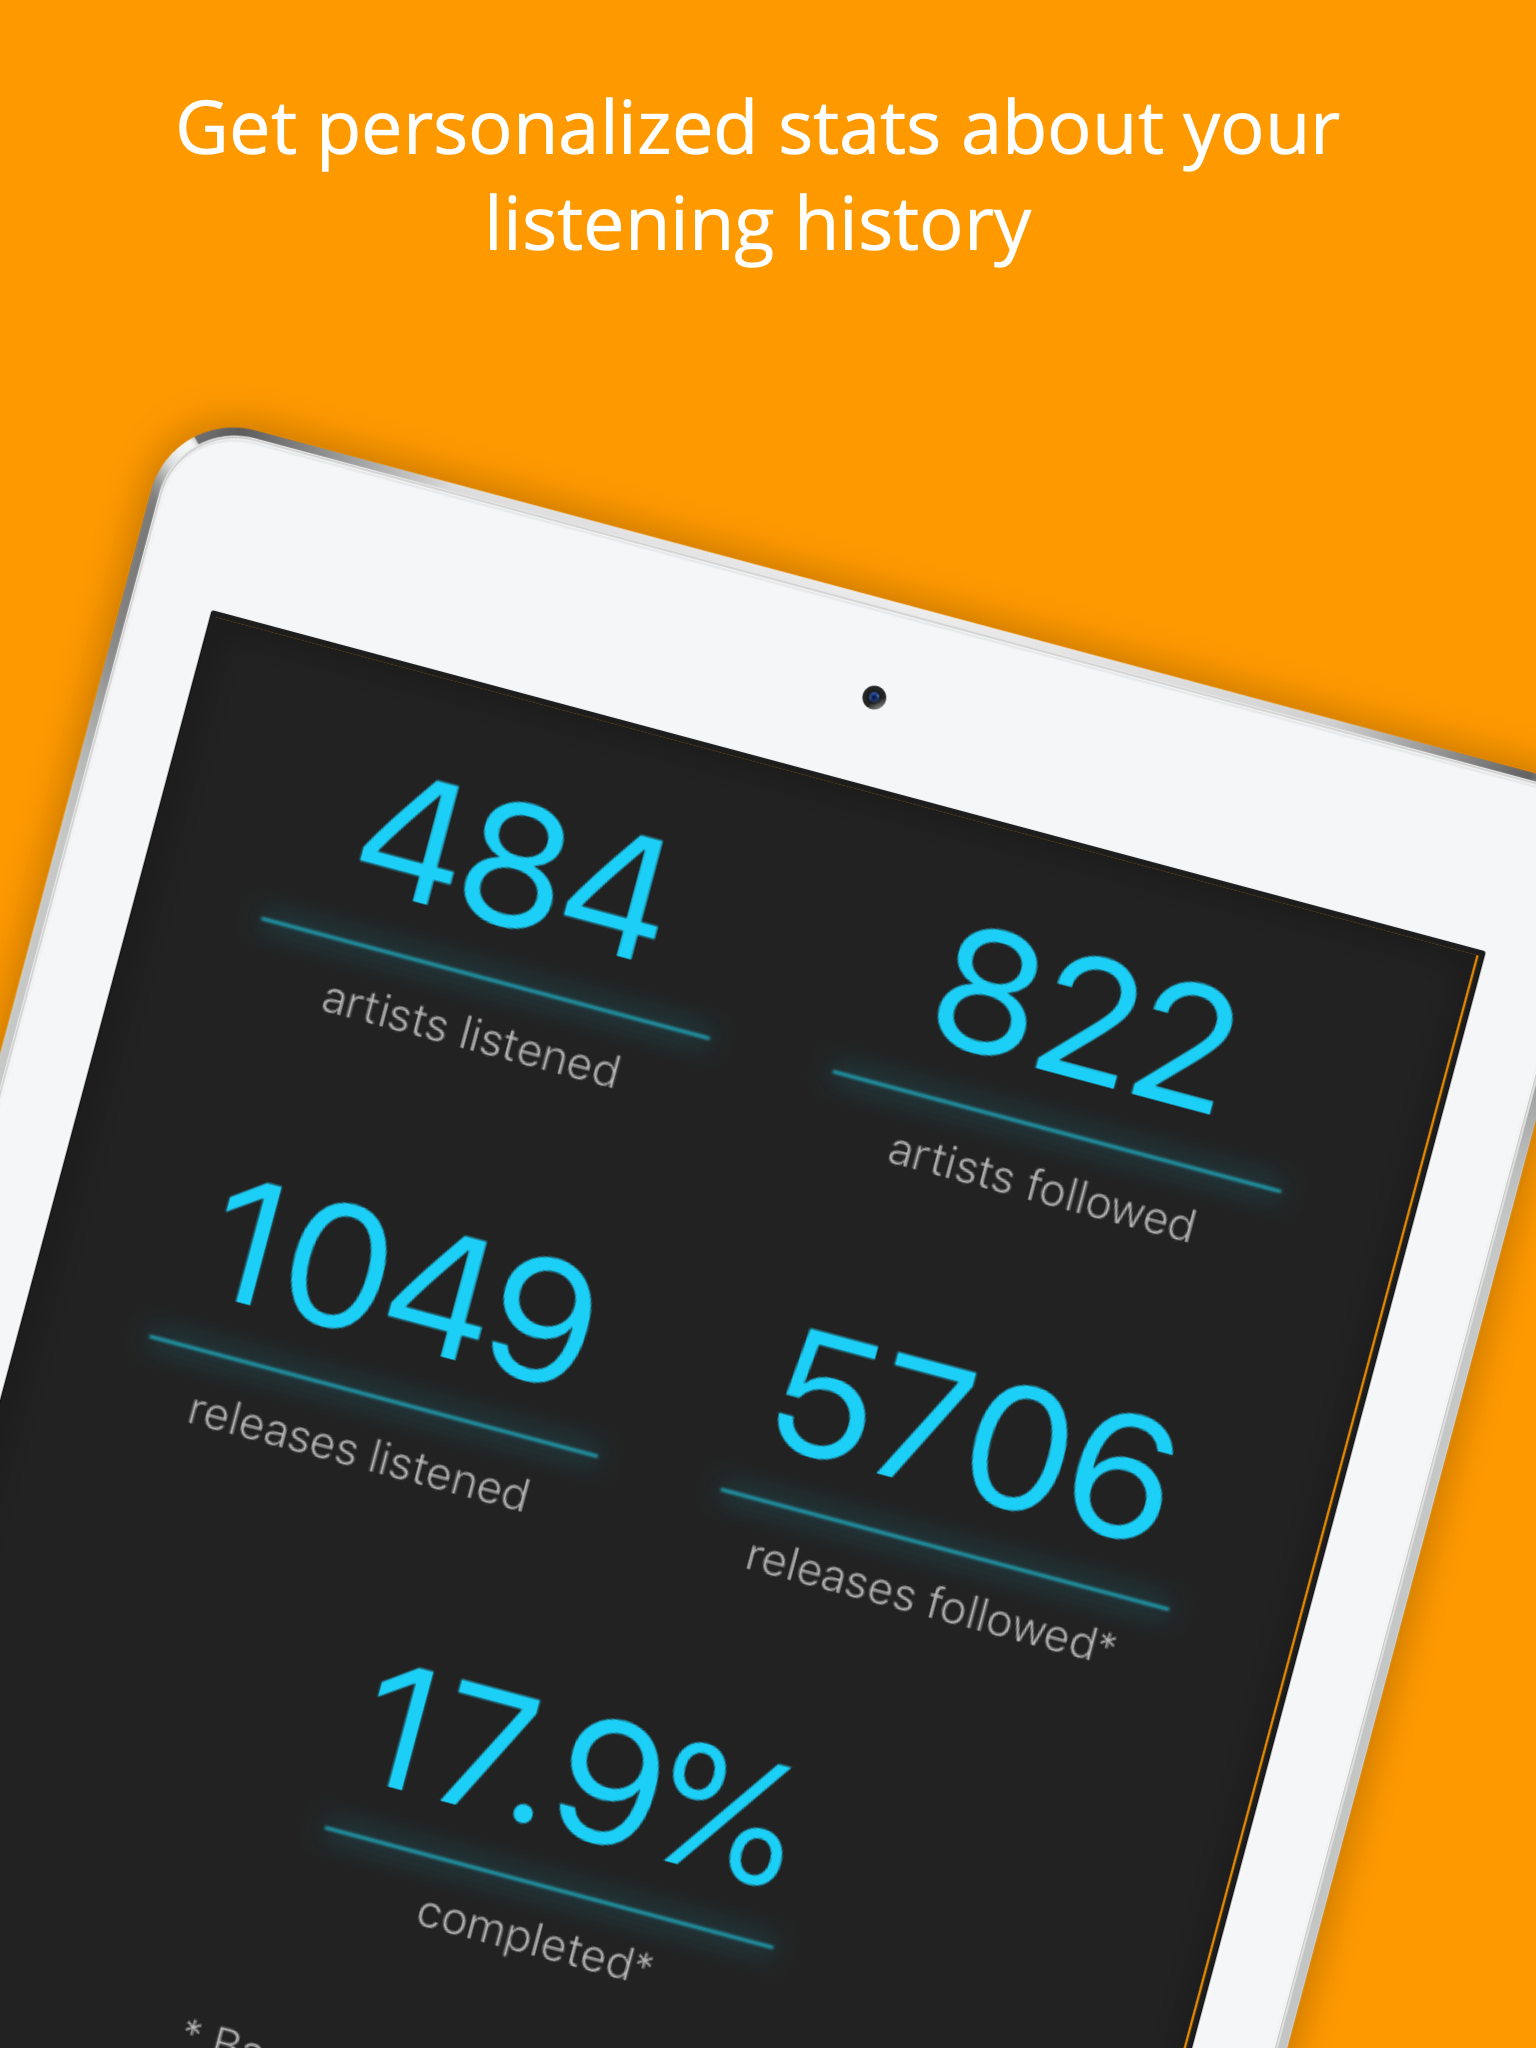 Get personalized stats about your
listening history
484
artists listened
822
artists followed
1049
releases listened
5706
releases followed*
17.9%
completed*
*